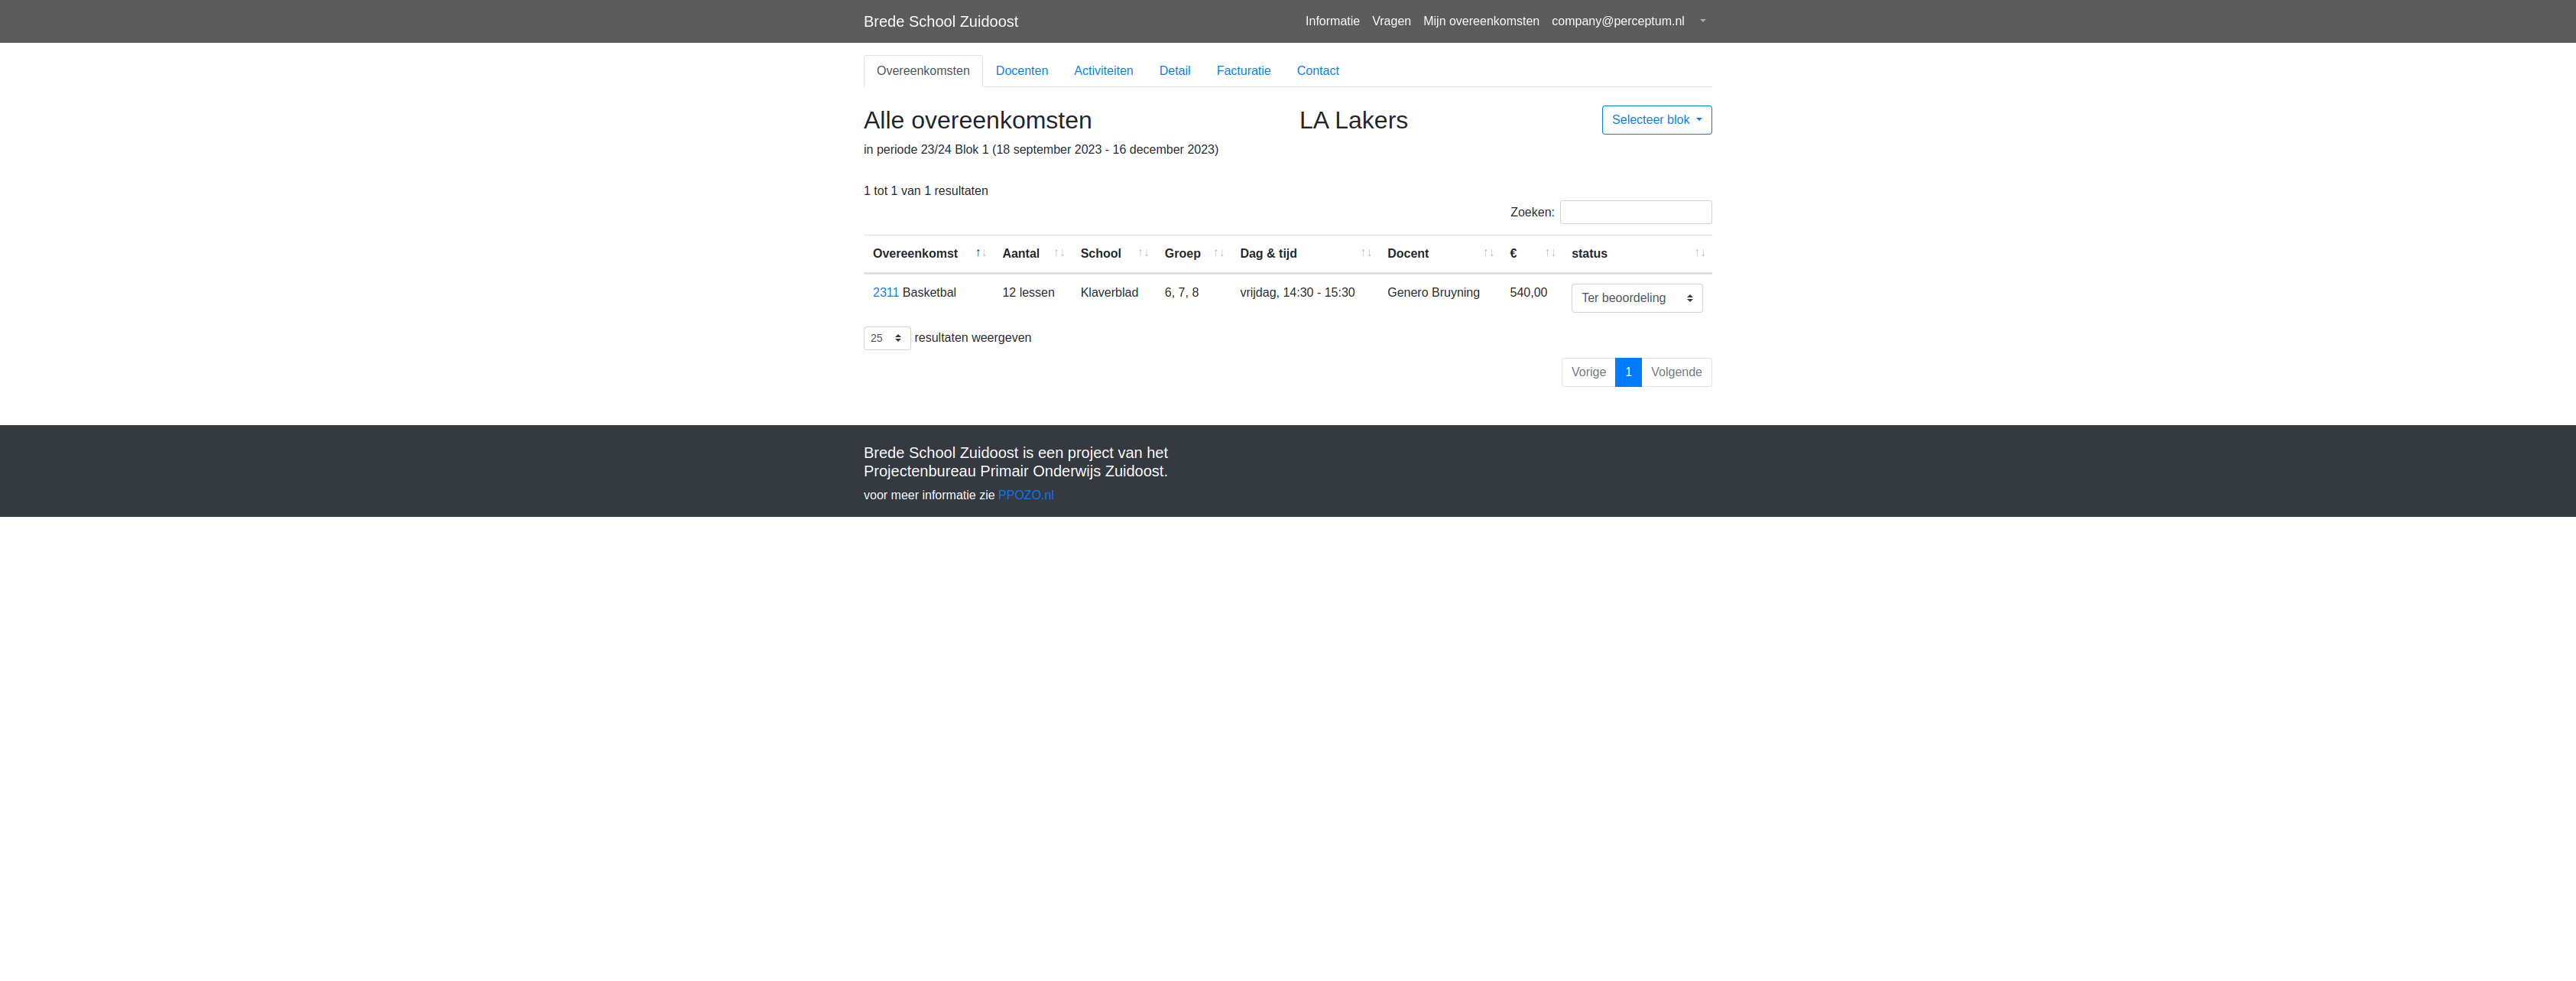 Brede School Zuidoost Informatie Vragen Mijn overeenkomsten company@perceptum.nl
Overeenkomsten Docenten Activiteiten Detail Facturatie Contact
Alle overeenkomsten LA Lakers Selecteer blok
in periode 23/24 Blok 1 (18 september 2023 - 16 december 2023)
1 tot 1 van 1 resultaten
Zoeken:
Overeenkomst ↑↓ Aantal ↑↓ School ↑↓ Groep ↑↓ Dag & tijd ↑↓ Docent ↑↓ € ↑↓ status ↑↓
2311 Basketbal 12 lessen Klaverblad 6, 7, 8 vrijdag, 14:30 - 15:30 Genero Bruyning 540,00 Ter beoordeling
25 resultaten weergeven
Vorige 1 Volgende
Brede School Zuidoost is een project van het
Projectenbureau Primair Onderwijs Zuidoost.
voor meer informatie zie PPOZO.nl